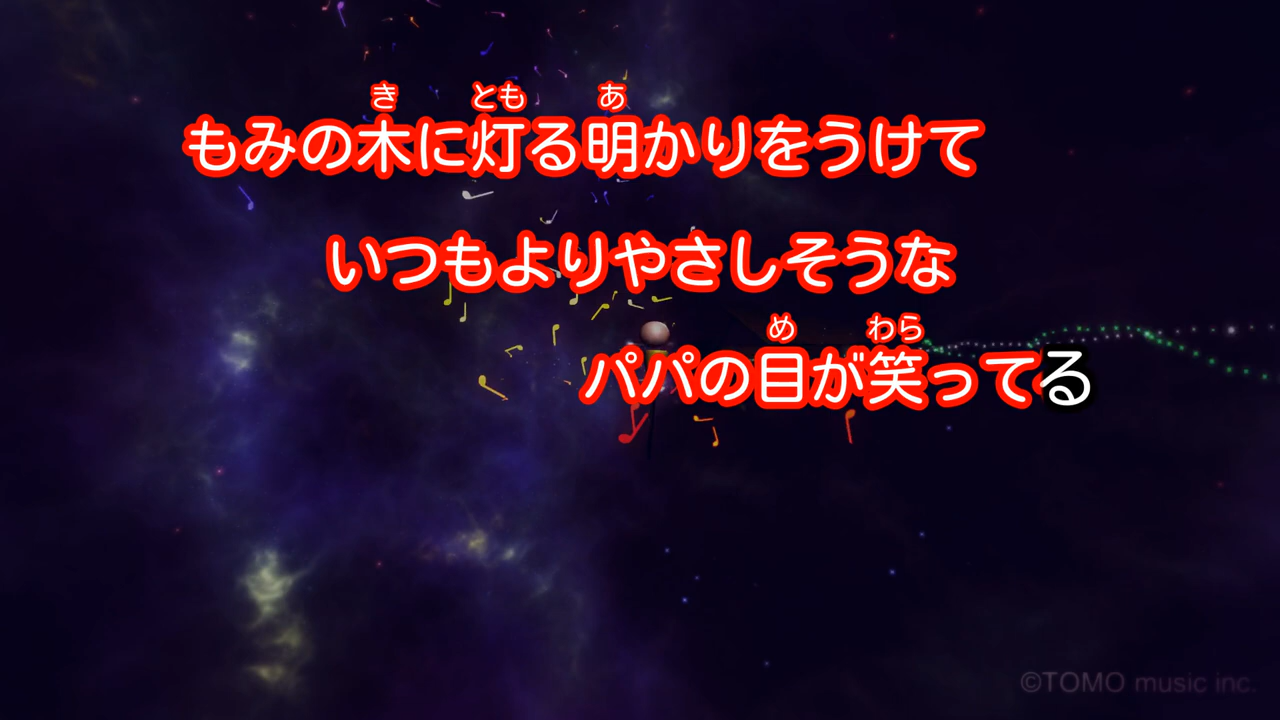 き とも あ
もみの木に灯る明かりをうけて
いつもよりやさしそうな
め わら
パパの目が笑ってる
©TOMO music inc.